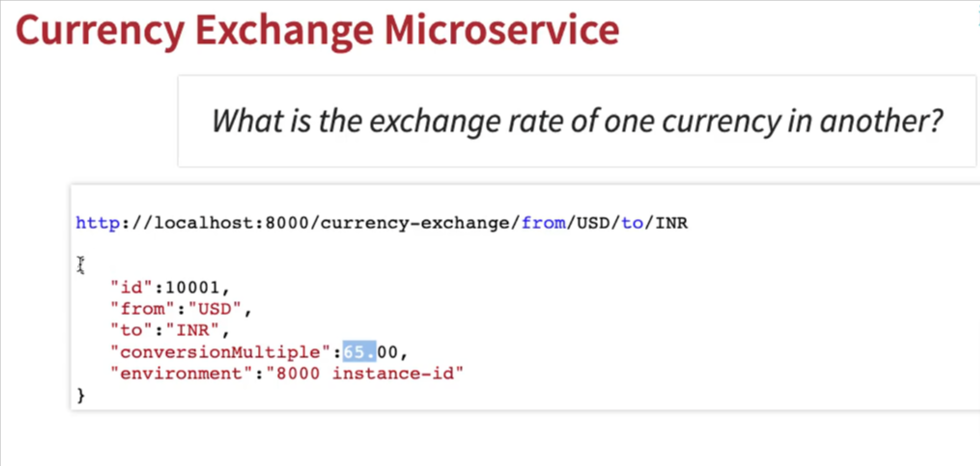 Currency Exchange Microservice
What is the exchange rate of one currency in another?
http://localhost:8000/currency-exchange/from/USD/to/INR
{
"id":10001,
"from":"USD",
"to":"INR",
"conversionMultiple":65.00,
"environment":"8000 instance-id"
}